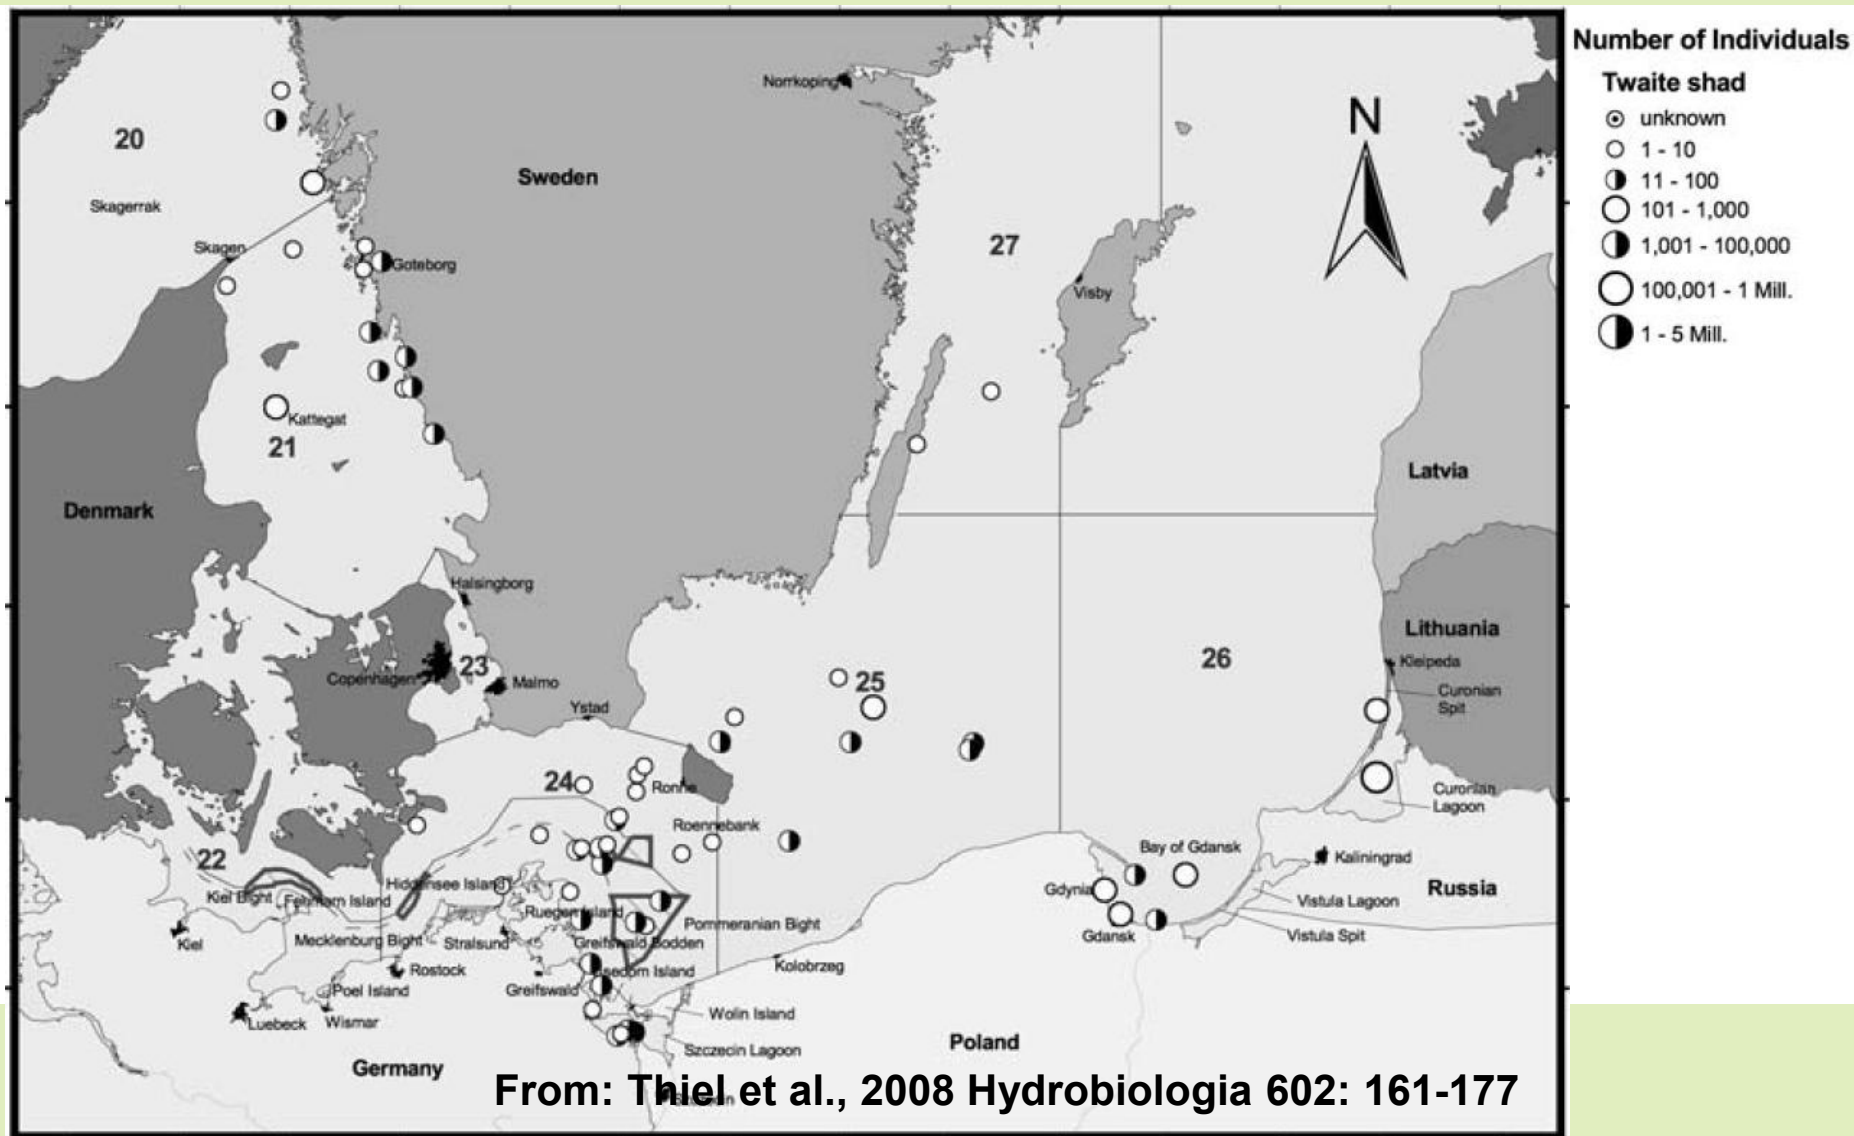 Number of Individuals
Twaite shad
unknown
1 - 10
11 - 100
101 - 1,000
1,001 - 100,000
100,001 - 1 Mill.
1 - 5 Mill.
N
Norrkoping
20
Sweden
Skagerrak
Skagen
Goteborg
27
Visby
Kattegat
21
Latvia
Denmark
Halsingborg
Lithuania
Copenhagen
23
Malmo
Ystad
25
26
Kleipeda
Curonian
Spit
24
Ronne
Curonian
Lagoon
Roennebank
22
Bay of Gdansk
Kaliningrad
Kiel Bight
Fehmarn Island
Hiddensee Island
Gdynia
Russia
Vistula Lagoon
Ruegen Island
Pommeranian Bight
Kiel
Mecklenburg Bight
Stralsund
Greifswald Bodden
Gdansk
Vistula Spit
Rostock
Usedom Island
Kolobrzeg
Poel Island
Greifswald
Luebeck
Wismar
Wolin Island
Szczecin Lagoon
Poland
Germany
From: Thiel et al., 2008 Hydrobiologia 602: 161-177